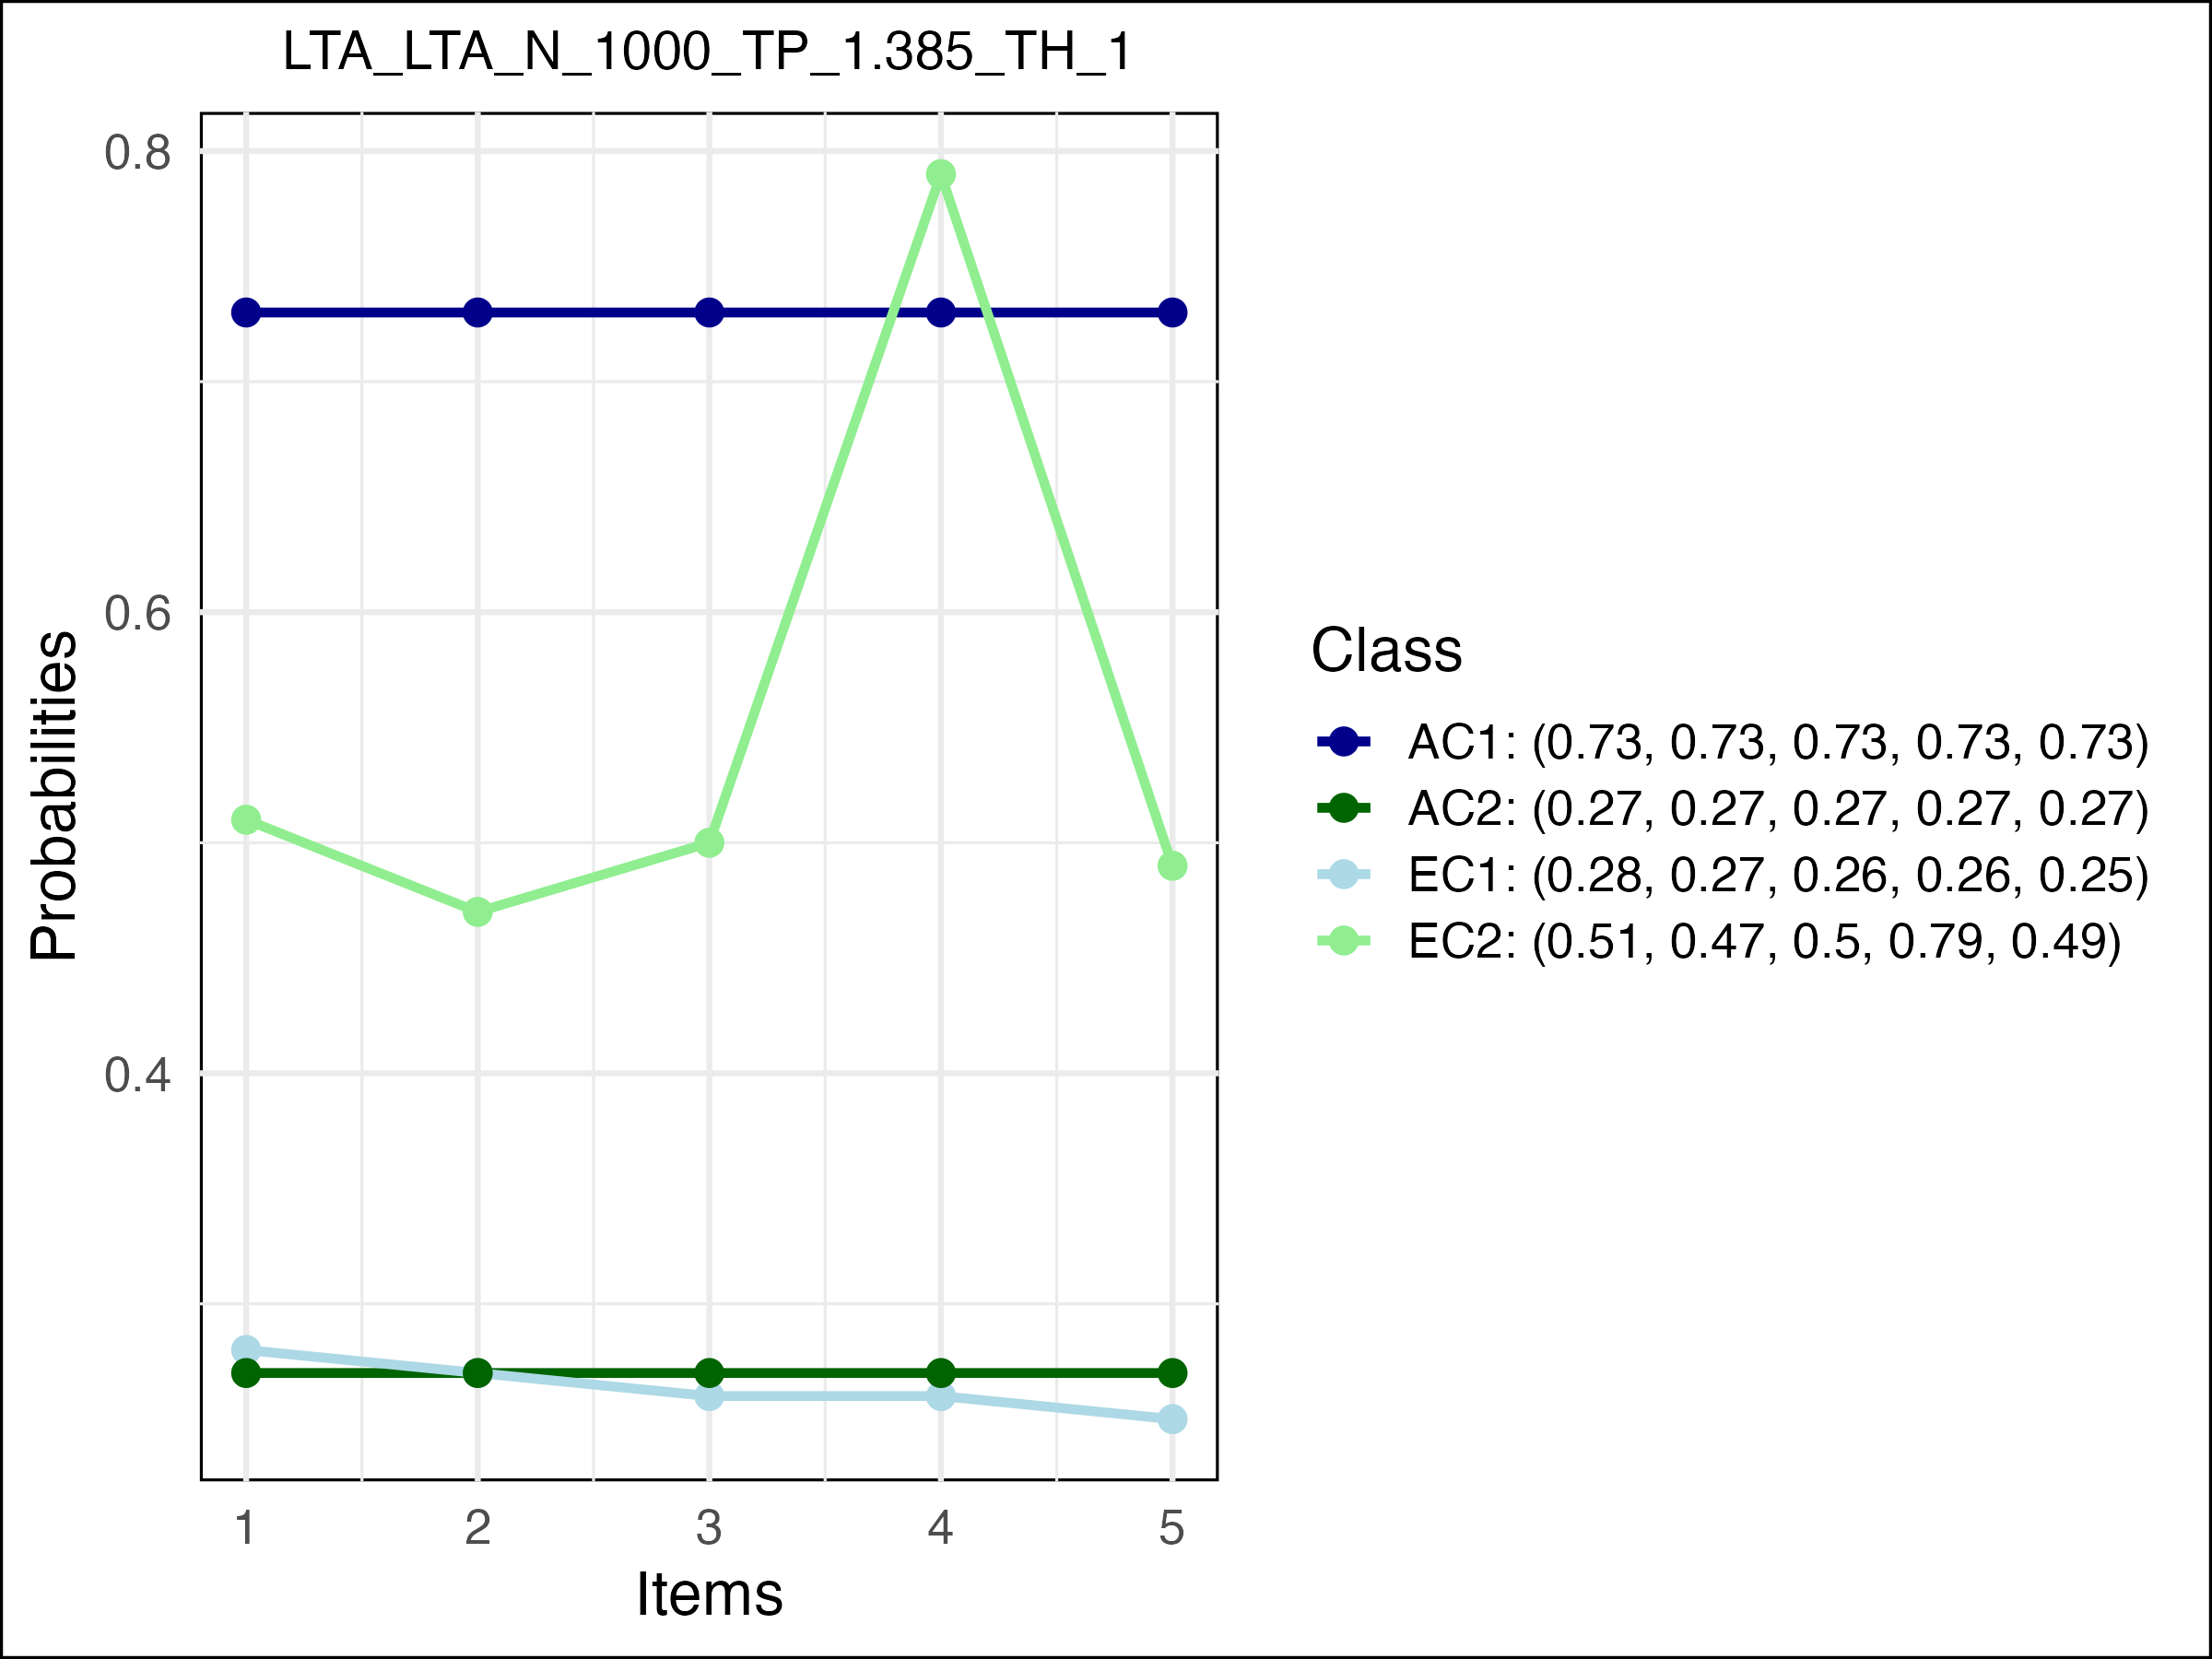 LTA_LTA_N_1000_TP_1.385_TH_1
0.8
0.6
0.4
Probabilities
1 2 3 4 5
Items
Class
AC1: (0.73, 0.73, 0.73, 0.73, 0.73)
AC2: (0.27, 0.27, 0.27, 0.27, 0.27)
EC1: (0.28, 0.27, 0.26, 0.26, 0.25)
EC2: (0.51, 0.47, 0.5, 0.79, 0.49)